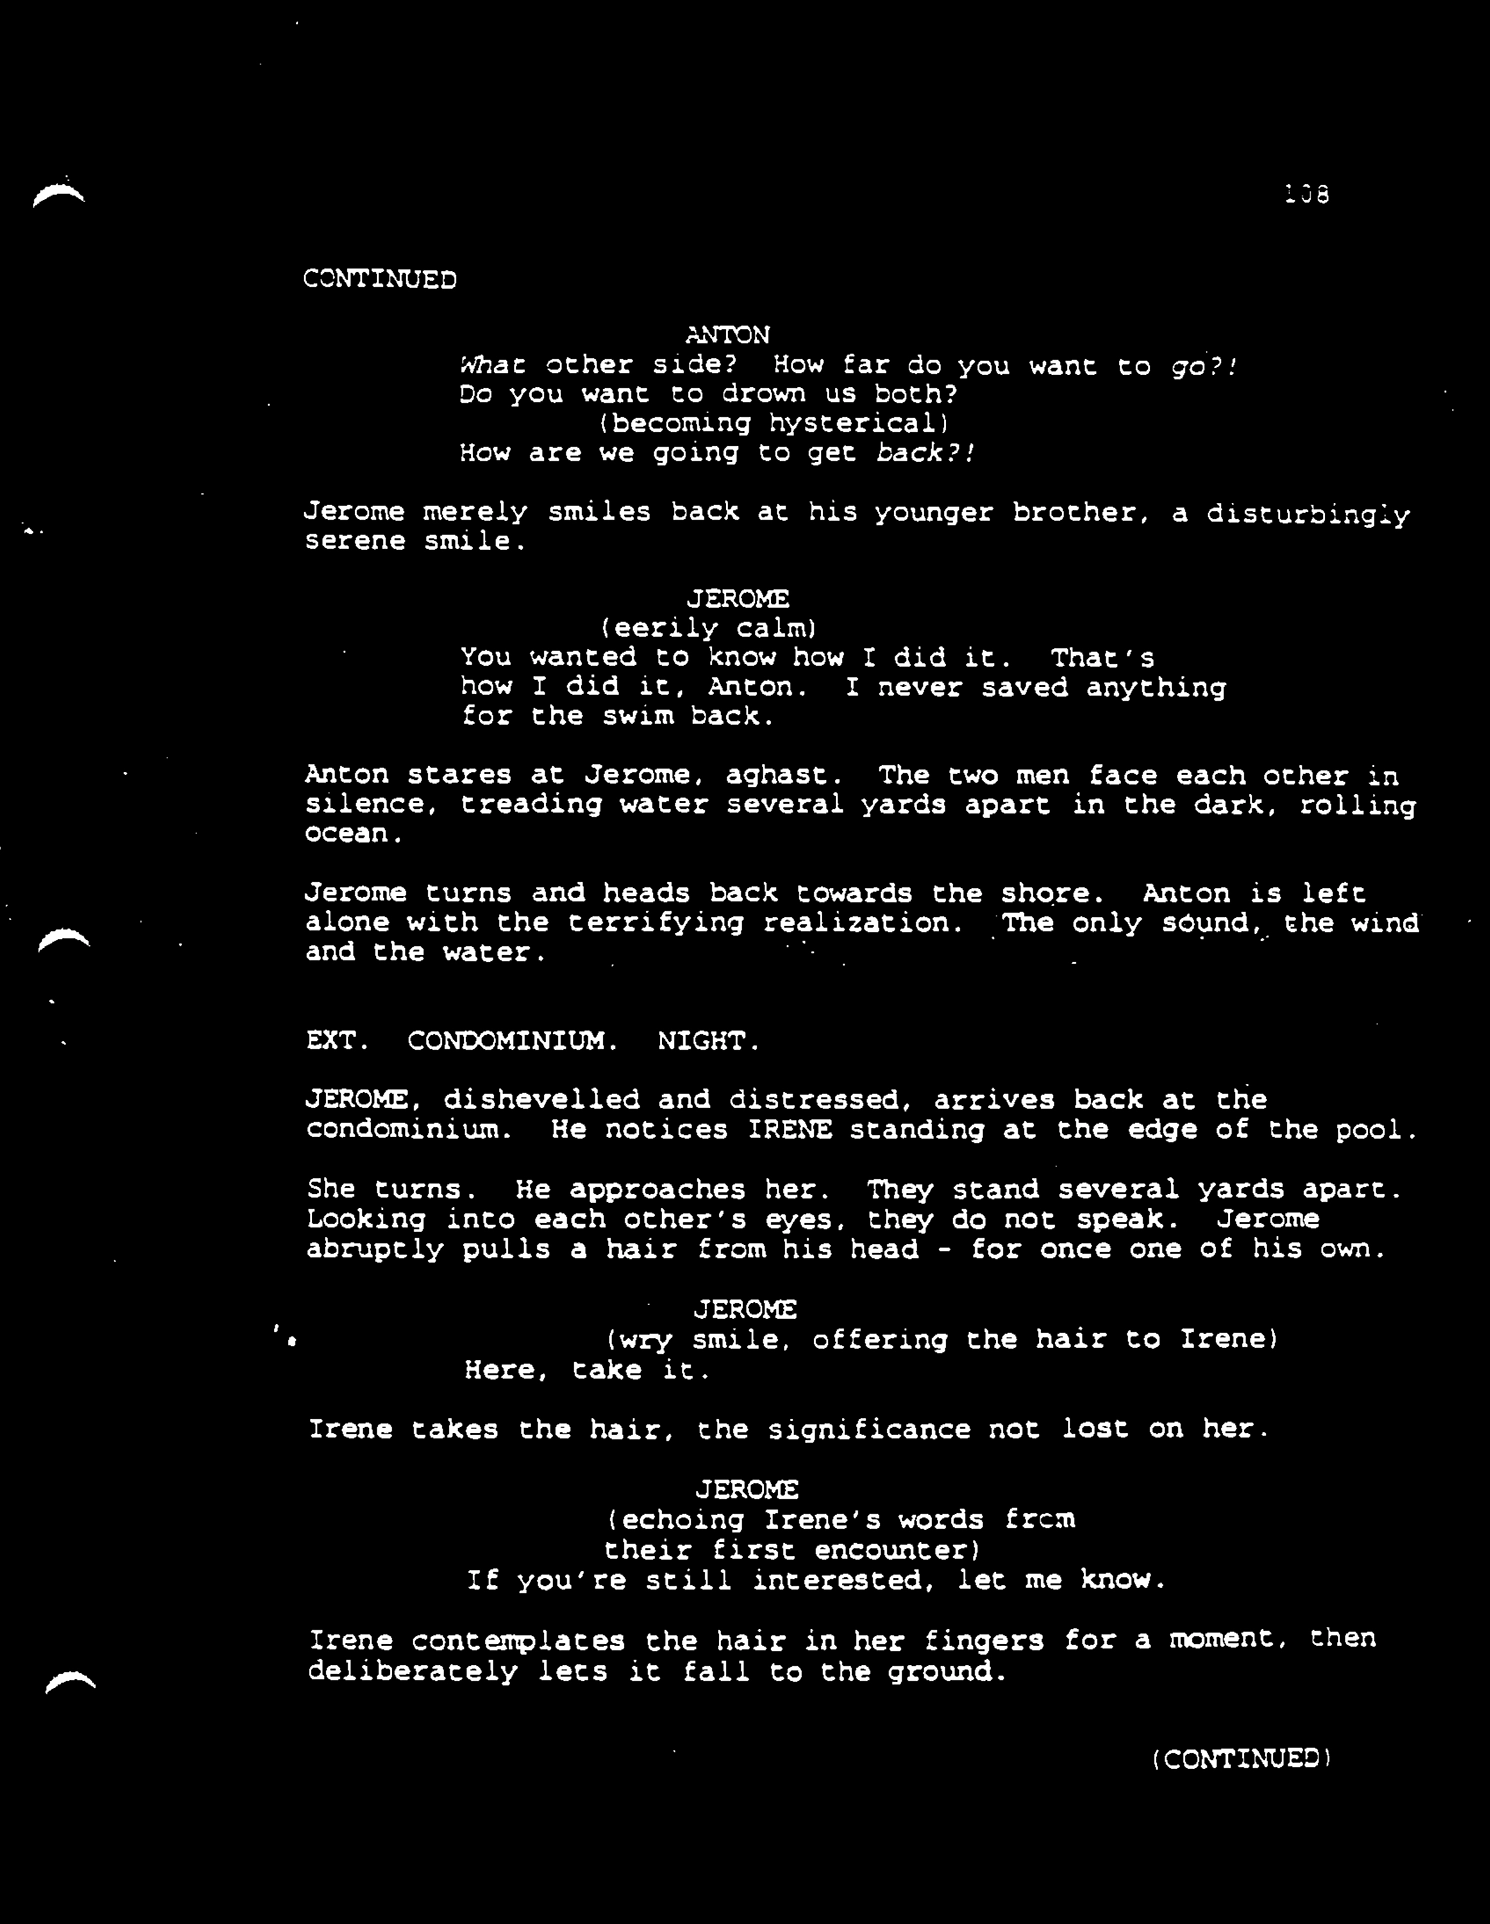 108
CONTINUED
ANTON
What other side?  How far do you want to go?!
Do you want to drown us both?
(becoming hysterical)
How are we going to get back?!
Jerome merely smiles back at his younger brother, a disturbingly
serene smile.
JEROME
(eerily calm)
You wanted to know how I did it.  That's
how I did it, Anton.  I never saved anything
for the swim back.
Anton stares at Jerome, aghast.  The two men face each other in
silence, treading water several yards apart in the dark, rolling
ocean.
Jerome turns and heads back towards the shore.  Anton is left
alone with the terrifying realization.  The only sound, the wind
and the water.
EXT.  CONDOMINIUM.  NIGHT.
JEROME, dishevelled and distressed, arrives back at the
condominium.  He notices IRENE standing at the edge of the pool.
She turns.  He approaches her.  They stand several yards apart.
Looking into each other's eyes, they do not speak.  Jerome
abruptly pulls a hair from his head - for once one of his own.
JEROME
(wry smile, offering the hair to Irene)
Here, take it.
Irene takes the hair, the significance not lost on her.
JEROME
(echoing Irene's words from
their first encounter)
If you're still interested, let me know.
Irene contemplates the hair in her fingers for a moment, then
deliberately lets it fall to the ground.
(CONTINUED)